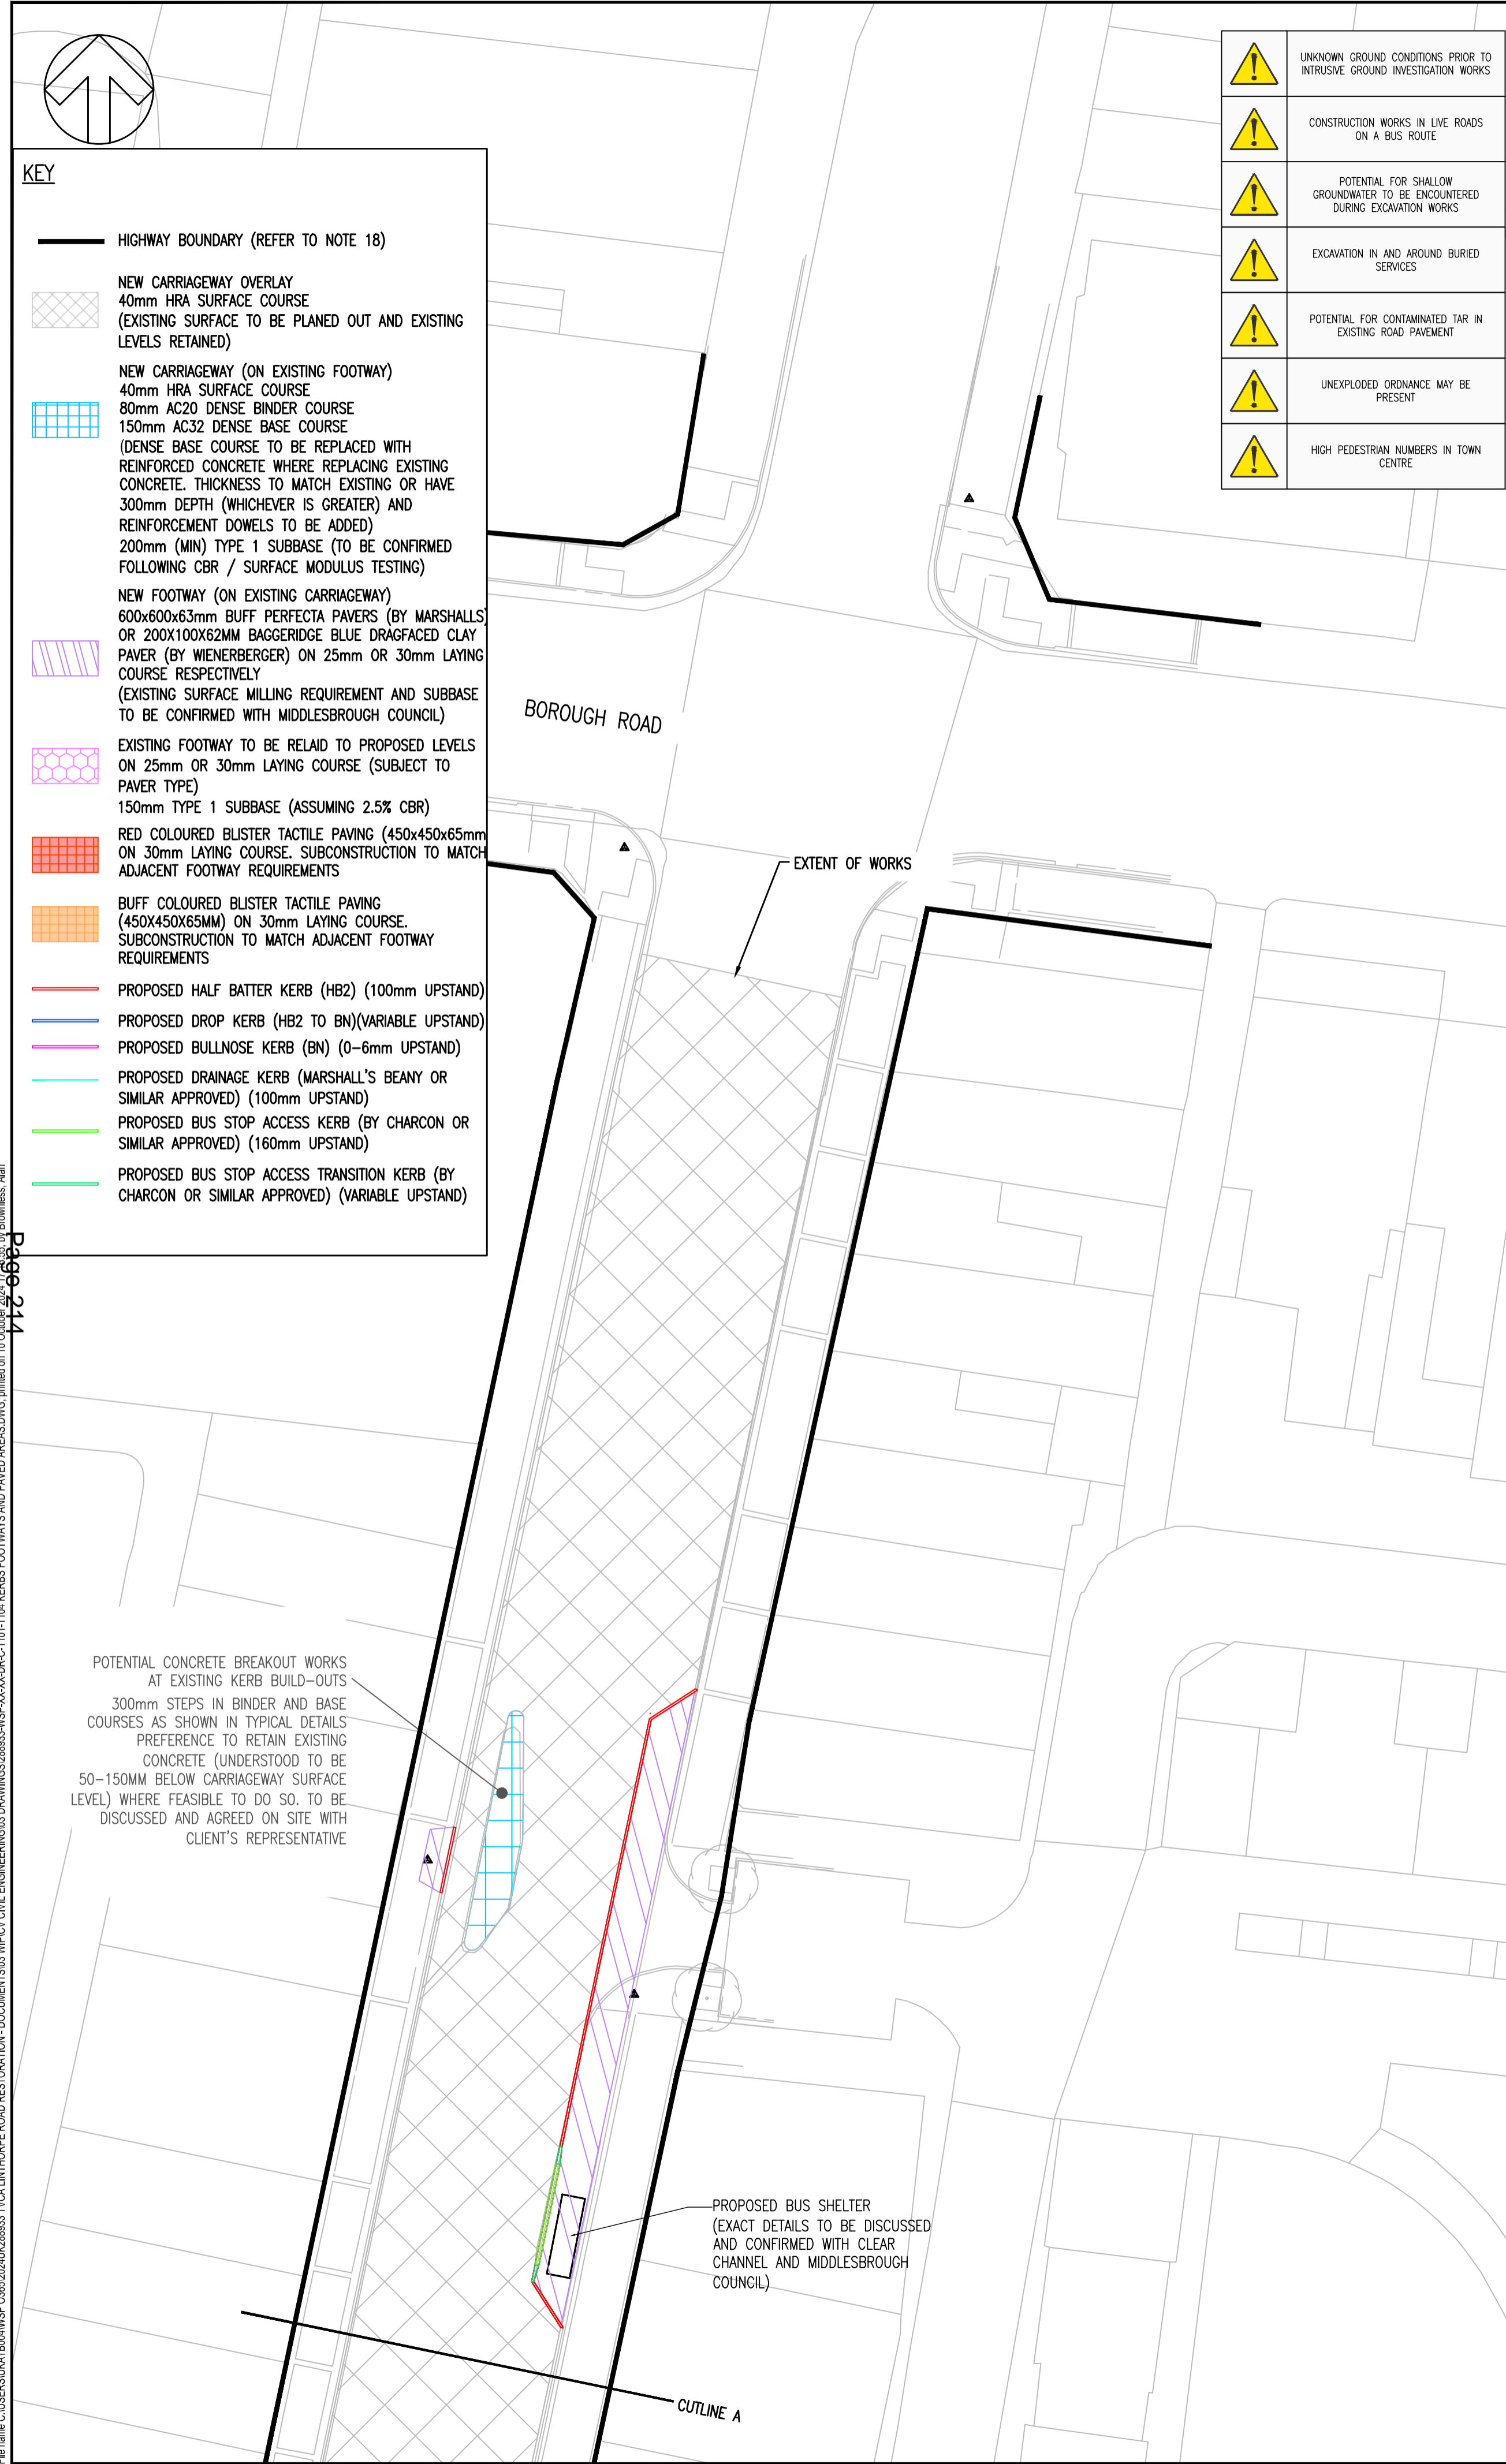 KEY
HIGHWAY BOUNDARY (REFER TO NOTE 18)
NEW CARRIAGEWAY OVERLAY
40mm HRA SURFACE COURSE
(EXISTING SURFACE TO BE PLANED OUT AND EXISTING
LEVELS RETAINED)
NEW CARRIAGEWAY (ON EXISTING FOOTWAY)
40mm HRA SURFACE COURSE
80mm AC20 DENSE BINDER COURSE
150mm AC32 DENSE BASE COURSE
(DENSE BASE COURSE TO BE REPLACED WITH
REINFORCED CONCRETE WHERE REPLACING EXISTING
CONCRETE. THICKNESS TO MATCH EXISTING OR HAVE
300mm DEPTH (WHICHEVER IS GREATER) AND
REINFORCEMENT DOWELS TO BE ADDED)
200mm (MIN) TYPE 1 SUBBASE (TO BE CONFIRMED
FOLLOWING CBR / SURFACE MODULUS TESTING)
NEW FOOTWAY (ON EXISTING CARRIAGEWAY)
600x600x63mm BUFF PERFECTA PAVERS (BY MARSHALLS)
OR 200X100X62MM BAGGERIDGE BLUE DRAGFACED CLAY
PAVER (BY WIENERBERGER) ON 25mm OR 30mm LAYING
COURSE RESPECTIVELY
(EXISTING SURFACE MILLING REQUIREMENT AND SUBBASE
TO BE CONFIRMED WITH MIDDLESBROUGH COUNCIL)
EXISTING FOOTWAY TO BE RELAID TO PROPOSED LEVELS
ON 25mm OR 30mm LAYING COURSE (SUBJECT TO
PAVER TYPE)
150mm TYPE 1 SUBBASE (ASSUMING 2.5% CBR)
RED COLOURED BLISTER TACTILE PAVING (450x450x65mm
ON 30mm LAYING COURSE. SUBCONSTRUCTION TO MATCH
ADJACENT FOOTWAY REQUIREMENTS
BUFF COLOURED BLISTER TACTILE PAVING
(450X450X65MM) ON 30mm LAYING COURSE.
SUBCONSTRUCTION TO MATCH ADJACENT FOOTWAY
REQUIREMENTS
PROPOSED HALF BATTER KERB (HB2) (100mm UPSTAND)
PROPOSED DROP KERB (HB2 TO BN)(VARIABLE UPSTAND)
PROPOSED BULLNOSE KERB (BN) (0-6mm UPSTAND)
PROPOSED DRAINAGE KERB (MARSHALL'S BEANY OR
SIMILAR APPROVED) (100mm UPSTAND)
PROPOSED BUS STOP ACCESS KERB (BY CHARCON OR
SIMILAR APPROVED) (160mm UPSTAND)
PROPOSED BUS STOP ACCESS TRANSITION KERB (BY
CHARCON OR SIMILAR APPROVED) (VARIABLE UPSTAND)
UNKNOWN GROUND CONDITIONS PRIOR TO
INTRUSIVE GROUND INVESTIGATION WORKS
CONSTRUCTION WORKS IN LIVE ROADS
ON A BUS ROUTE
POTENTIAL FOR SHALLOW
GROUNDWATER TO BE ENCOUNTERED
DURING EXCAVATION WORKS
EXCAVATION IN AND AROUND BURIED
SERVICES
POTENTIAL FOR CONTAMINATED TAR IN
EXISTING ROAD PAVEMENT
UNEXPLODED ORDNANCE MAY BE
PRESENT
HIGH PEDESTRIAN NUMBERS IN TOWN
CENTRE
BOROUGH ROAD
EXTENT OF WORKS
POTENTIAL CONCRETE BREAKOUT WORKS
AT EXISTING KERB BUILD-OUTS
300mm STEPS IN BINDER AND BASE
COURSES AS SHOWN IN TYPICAL DETAILS
PREFERENCE TO RETAIN EXISTING
CONCRETE (UNDERSTOOD TO BE
50-150MM BELOW CARRIAGEWAY SURFACE
LEVEL) WHERE FEASIBLE TO DO SO. TO BE
DISCUSSED AND AGREED ON SITE WITH
CLIENT'S REPRESENTATIVE
PROPOSED BUS SHELTER
(EXACT DETAILS TO BE DISCUSSED
AND CONFIRMED WITH CLEAR
CHANNEL AND MIDDLESBROUGH
COUNCIL)
CUTLINE A
Page 214